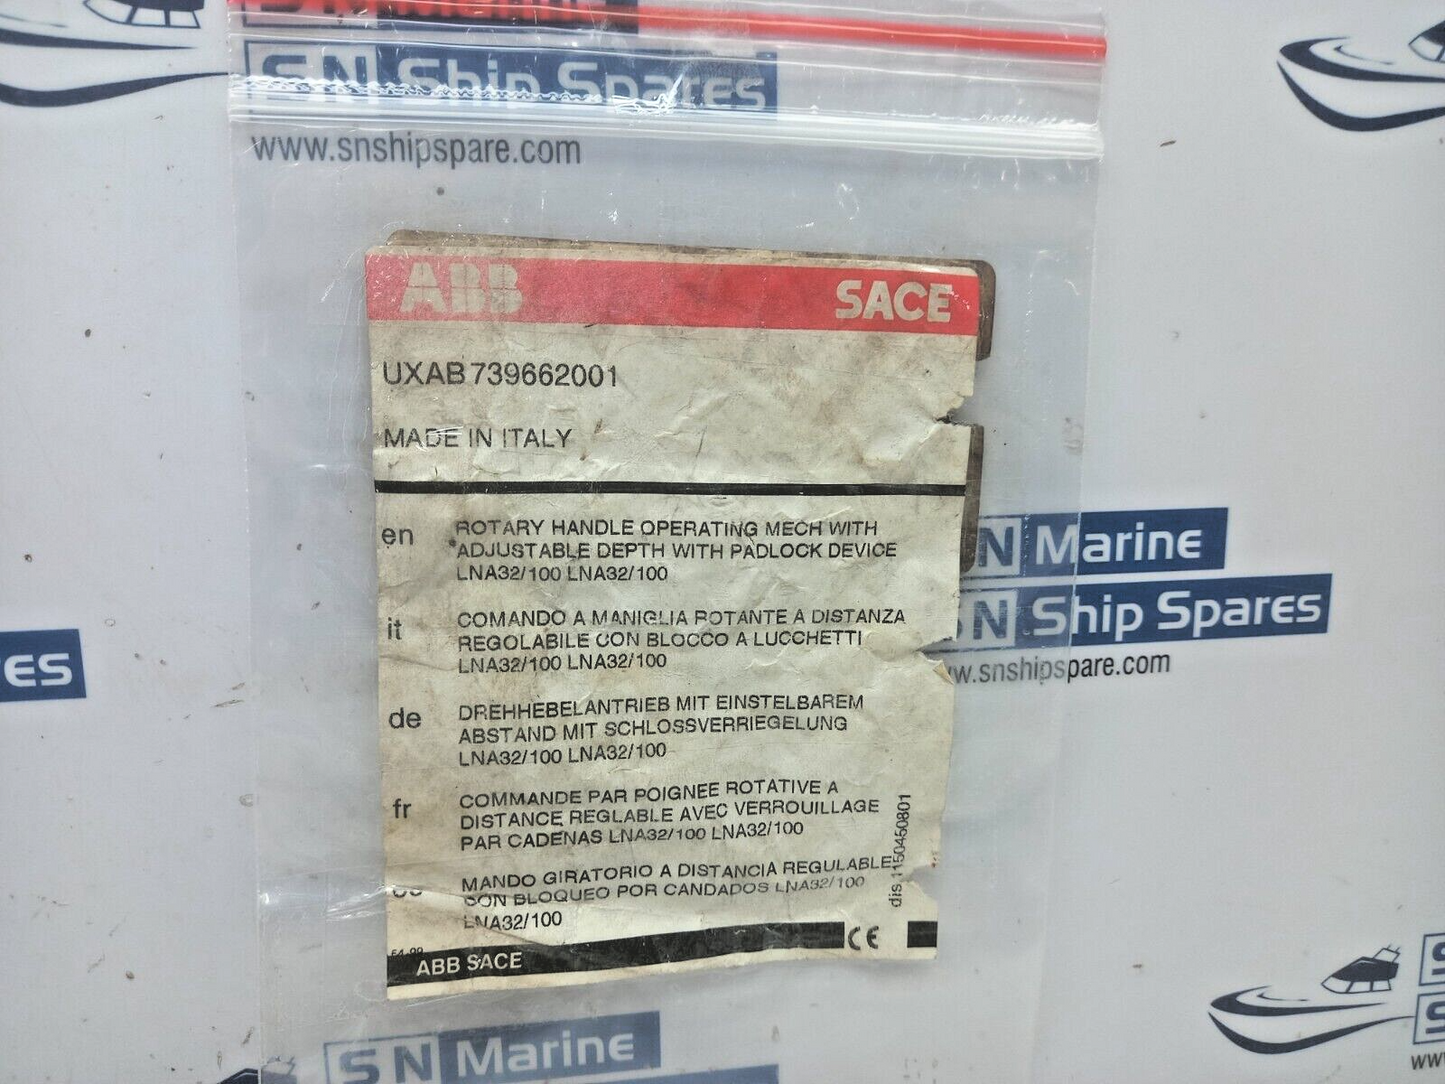 SN Ship Spares
www.snshipspare.com
ABB SACE
UXAB 739662001
MADE IN ITALY
en ROTARY HANDLE OPERATING MECH WITH
ADJUSTABLE DEPTH WITH PADLOCK DEVICE
LNA32/100 LNA32/100
it COMANDO A MANIGLIA ROTANTE A DISTANZA
REGOLABILE CON BLOCCO A LUCCHETTI
LNA32/100 LNA32/100
de DREHHEBELANTRIEB MIT EINSTELBAREM
ABSTAND MIT SCHLOSSVERRIEGELUNG
LNA32/100 LNA32/100
fr COMMANDE PAR POIGNEE ROTATIVE A
DISTANCE REGLABLE AVEC VERROUILLAGE
PAR CADENAS LNA32/100 LNA32/100
MANDO GIRATORIO A DISTANCIA REGULABLE
CON BLOQUEO POR CANDADOS LNA32/100
LNA32/100
dis 1150450801
CE
ABB SACE
SN Marine
SN Ship Spares
www.snshipspare.com
es
SN Marine